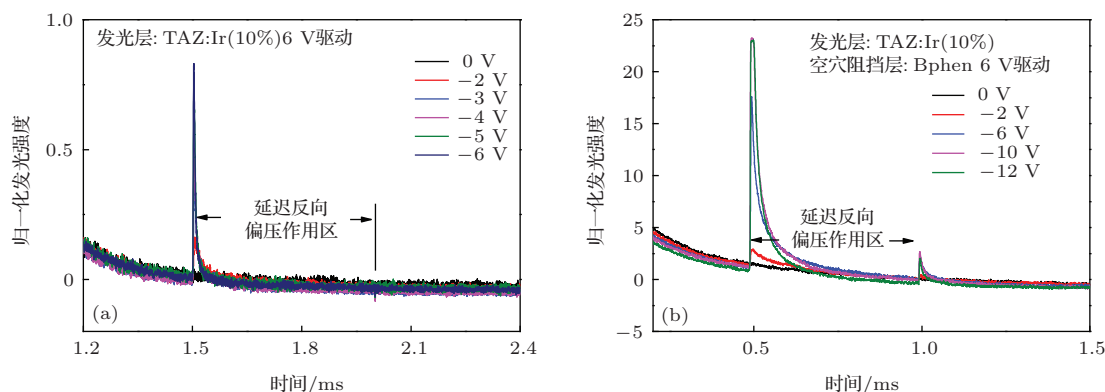 1.0
0.5
0
归一化发光强度
发光层: TAZ:Ir(10%)6 V驱动
0 V
−2 V
−3 V
−4 V
−5 V
−6 V
延迟反向
偏压作用区
(a)
1.2
1.5
1.8
2.1
2.4
时间/ms
25
20
15
10
5
0
−5
归一化发光强度
发光层: TAZ:Ir(10%)
空穴阻挡层: Bphen 6 V驱动
0 V
−2 V
−6 V
−10 V
−12 V
延迟反向
偏压作用区
(b)
0.5
1.0
1.5
时间/ms